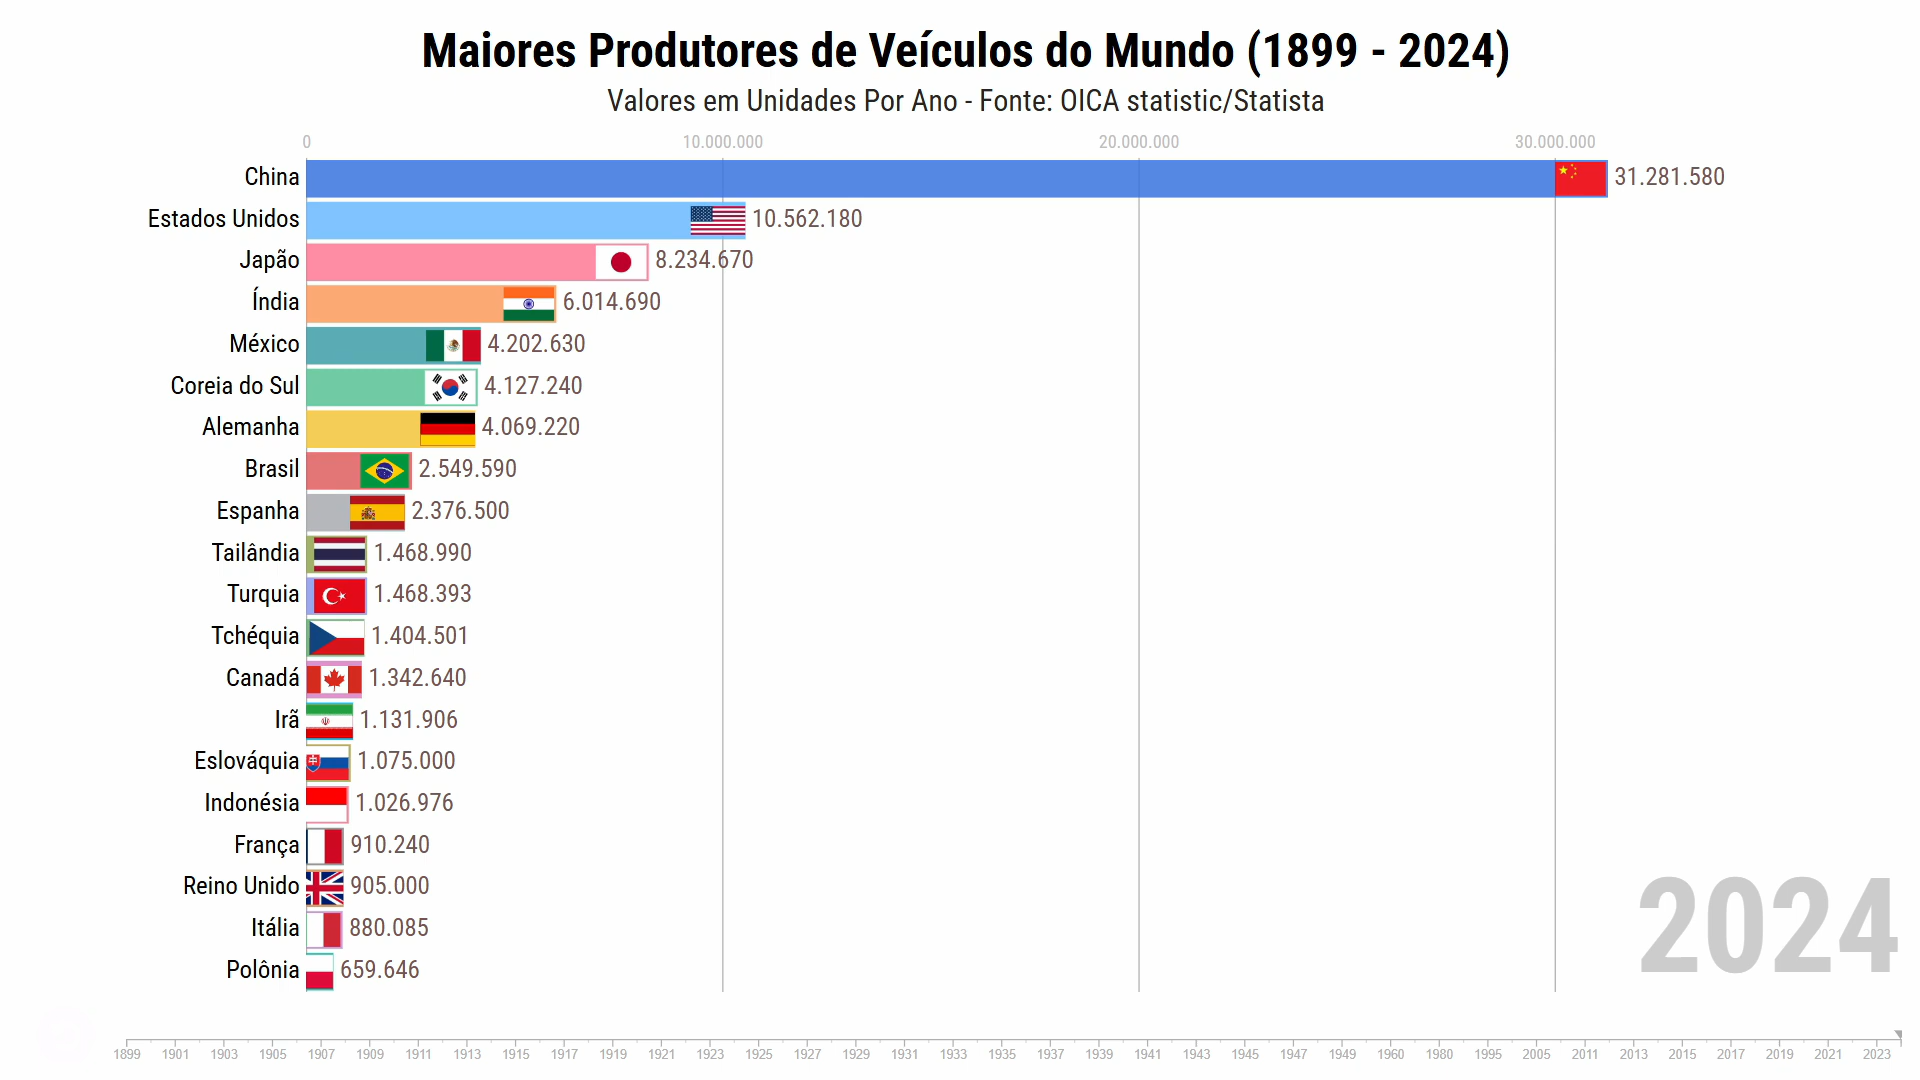 Maiores Produtores de Veículos do Mundo (1899 - 2024)
Valores em Unidades Por Ano - Fonte: OICA statistic/Statista
0 10.000.000 20.000.000 30.000.000
China 31.281.580
Estados Unidos 10.562.180
Japão 8.234.670
Índia 6.014.690
México 4.202.630
Coreia do Sul 4.127.240
Alemanha 4.069.220
Brasil 2.549.590
Espanha 2.376.500
Tailândia 1.468.990
Turquia 1.468.393
Tchéquia 1.404.501
Canadá 1.342.640
Irã 1.131.906
Eslováquia 1.075.000
Indonésia 1.026.976
França 910.240
Reino Unido 905.000
Itália 880.085
Polônia 659.646
2024
1899 1901 1903 1905 1907 1909 1911 1913 1915 1917 1919 1921 1923 1925 1927 1929 1931 1933 1935 1937 1939 1941 1943 1945 1947 1949 1960 1980 1995 2005 2011 2013 2015 2017 2019 2021 2023